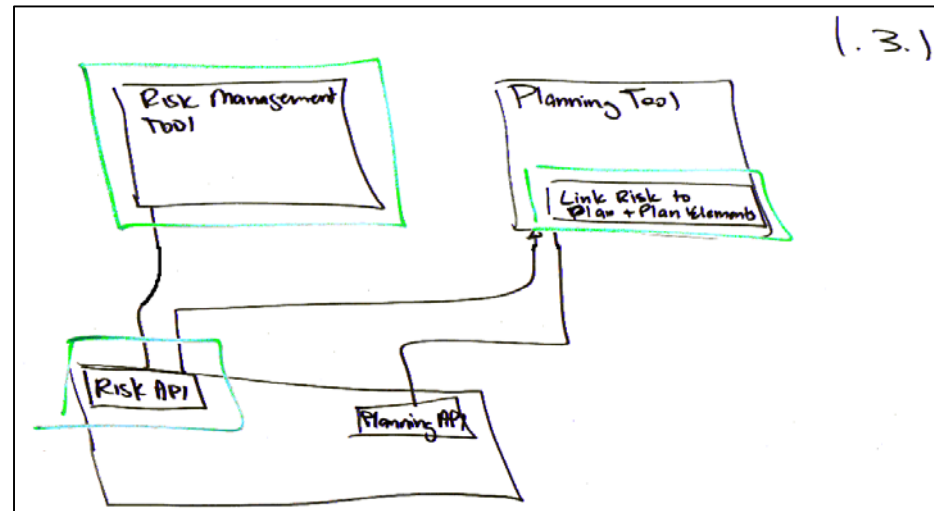 1.3.1
Risk Management
Tool
Planning Tool
Link Risk to
Plan + Plan Elements
Risk API
Planning API